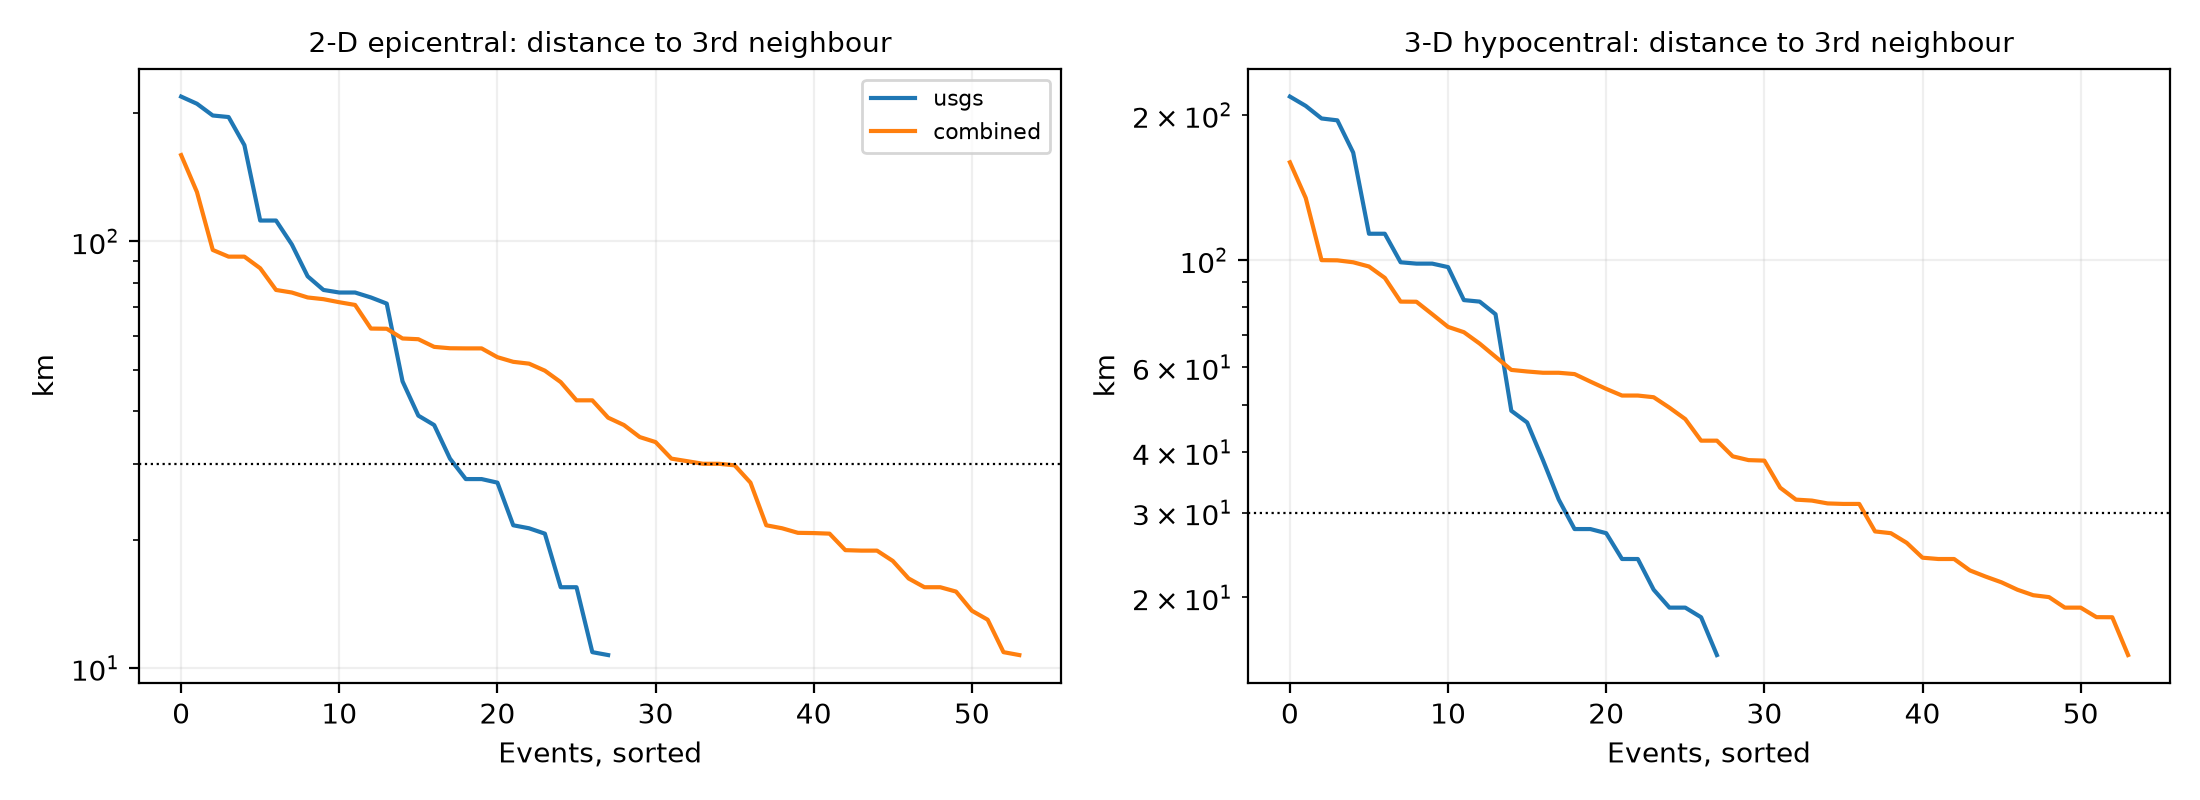 2-D epicentral: distance to 3rd neighbour
km
10²
10¹
usgs
combined
0 10 20 30 40 50
Events, sorted
3-D hypocentral: distance to 3rd neighbour
km
2 × 10²
10²
6 × 10¹
4 × 10¹
3 × 10¹
2 × 10¹
0 10 20 30 40 50
Events, sorted